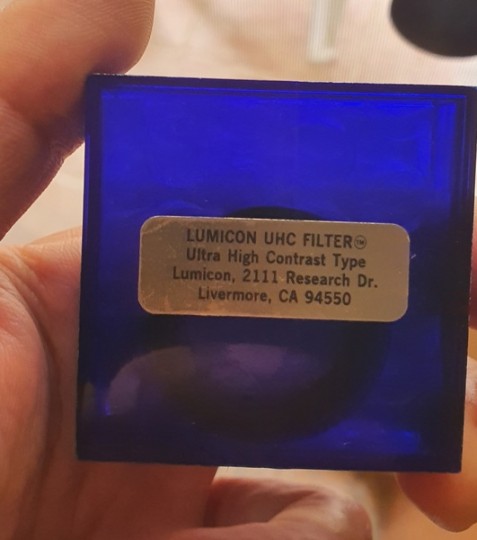 LUMICON UHC FILTER™
Ultra High Contrast Type
Lumicon, 2111 Research Dr.
Livermore, CA 94550